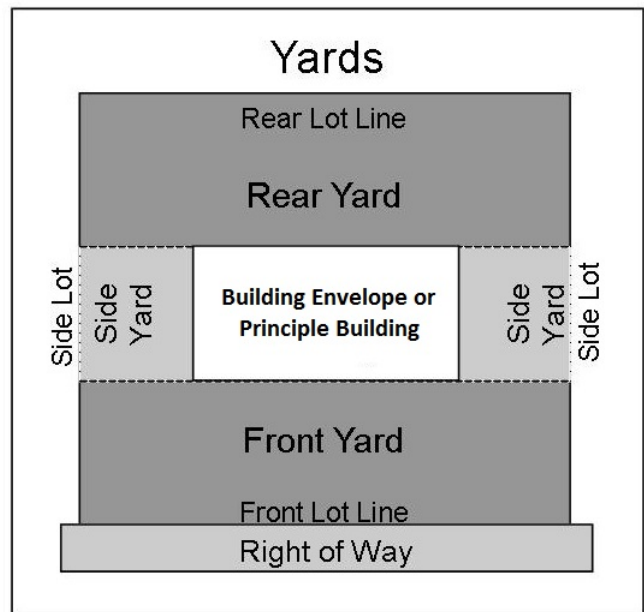 Yards
Rear Lot Line
Rear Yard
Side Lot
Side
Yard
Building Envelope or
Principle Building
Side
Yard
Side Lot
Front Yard
Front Lot Line
Right of Way